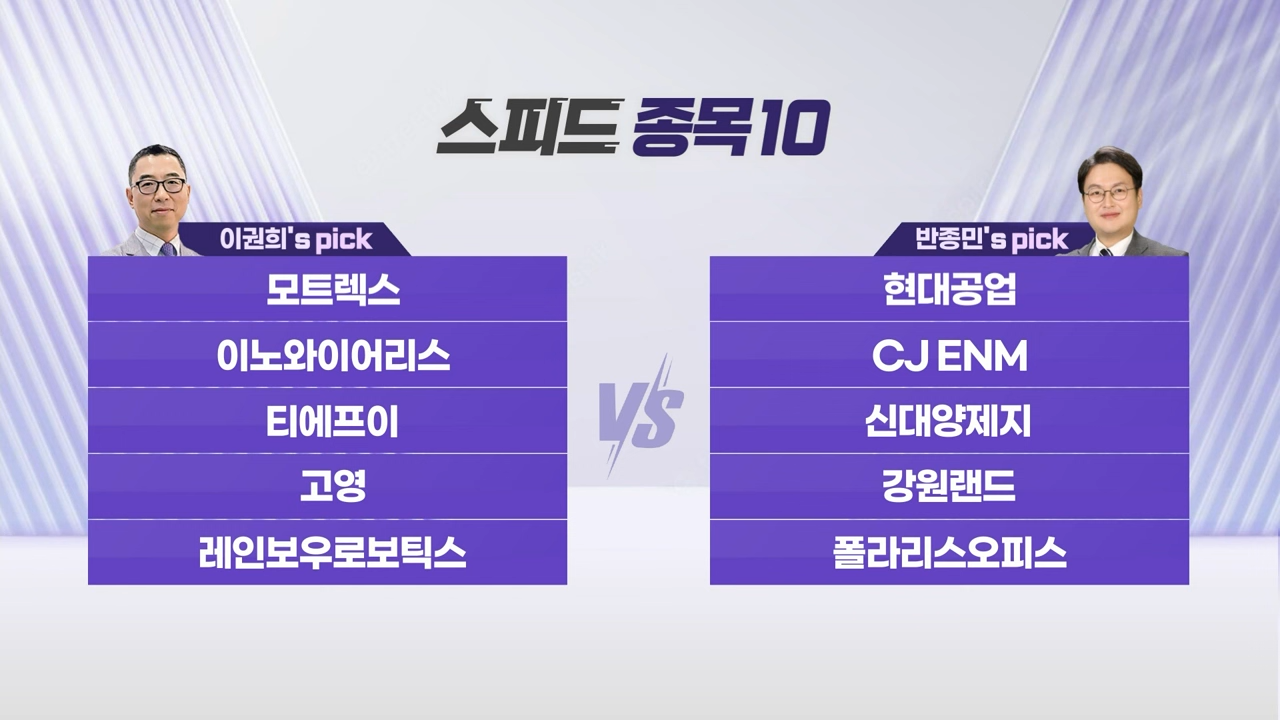 스피드 종목10
이권희's pick
모트렉스
이노와이어리스
티에프이
고영
레인보우로보틱스
VS
반종민's pick
현대공업
CJ ENM
신대양제지
강원랜드
폴라리스오피스